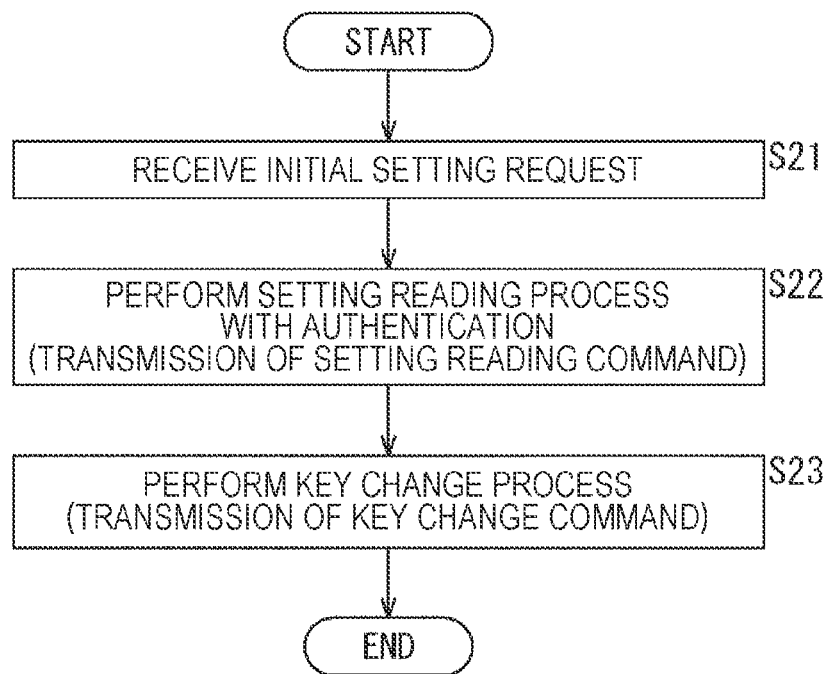 START
RECEIVE INITIAL SETTING REQUEST
S21
PERFORM SETTING READING PROCESS
WITH AUTHENTICATION
(TRANSMISSION OF SETTING READING COMMAND)
S22
PERFORM KEY CHANGE PROCESS
(TRANSMISSION OF KEY CHANGE COMMAND)
S23
END